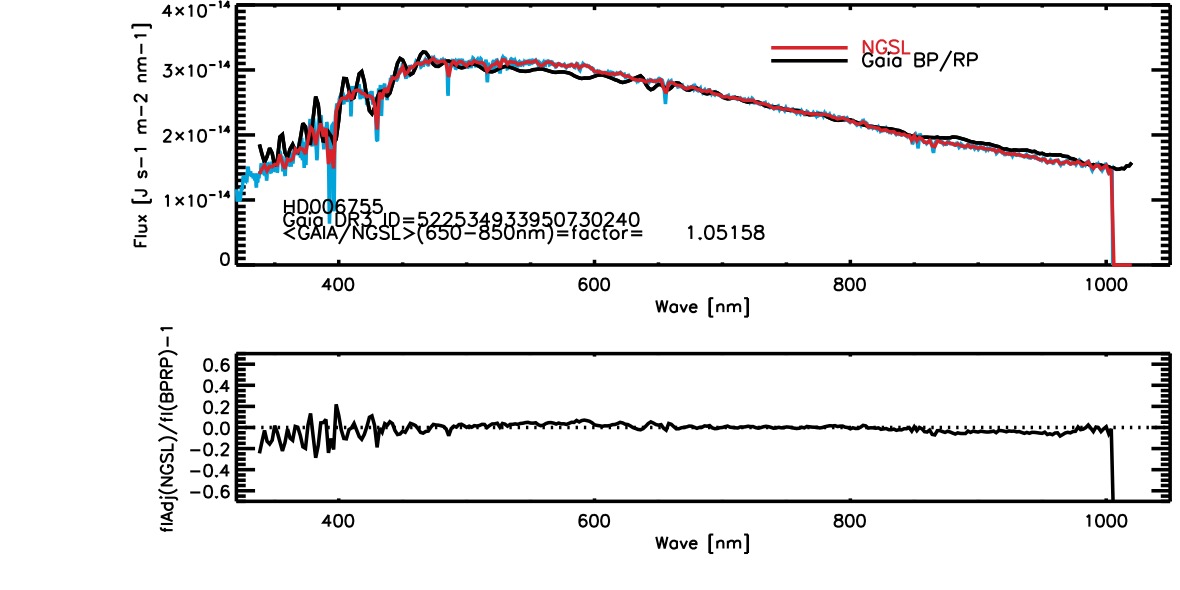 4×10−14
3×10−14
2×10−14
1×10−14
0
Flux [J s−1 m−2 nm−1]
NGSL
Gaia BP/RP
HD006755
Gaia DR3 ID=522534933950730240
<GAIA/NGSL>(650−850nm)=factor= 1.05158
400 600 800 1000
Wave [nm]
0.6
0.4
0.2
0.0
−0.2
−0.4
−0.6
flAdj(NGSL)/fl(BPRP)−1
400 600 800 1000
Wave [nm]